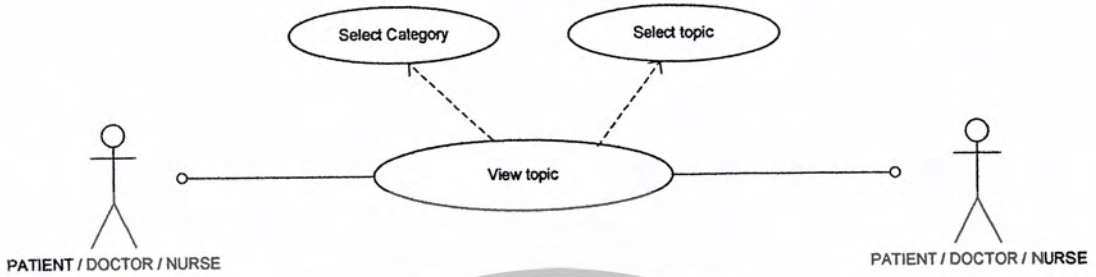 Select Category
Select topic
View topic
PATIENT / DOCTOR / NURSE
PATIENT / DOCTOR / NURSE